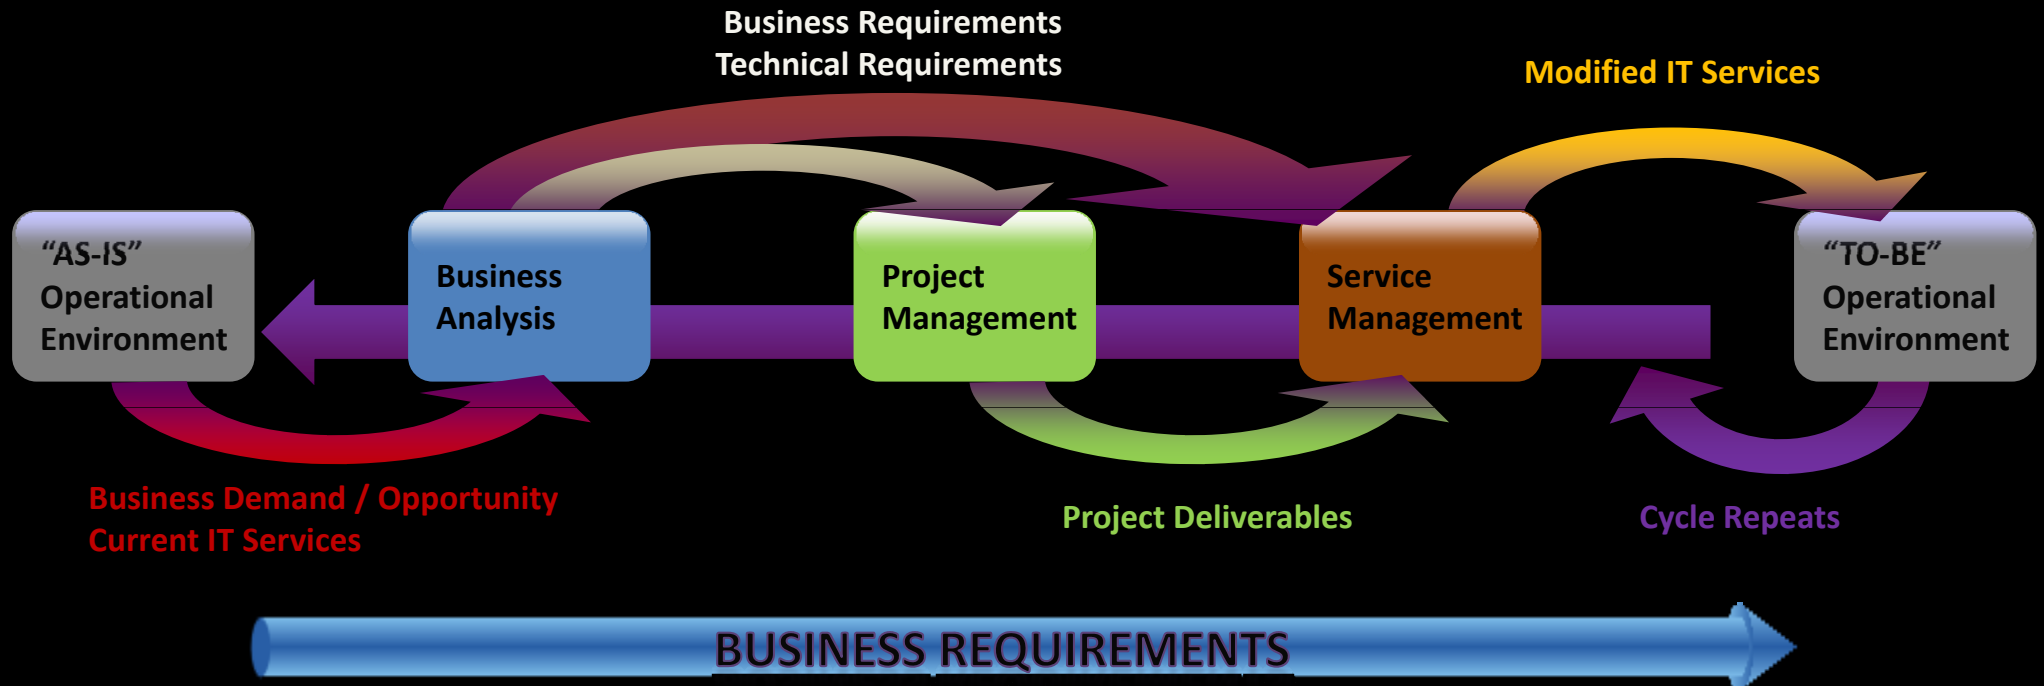 Business Requirements
Technical Requirements
Modified IT Services
“AS-IS”
Operational
Environment
Business
Analysis
Project
Management
Service
Management
“TO-BE”
Operational
Environment
Business Demand / Opportunity
Current IT Services
Project Deliverables
Cycle Repeats
BUSINESS REQUIREMENTS